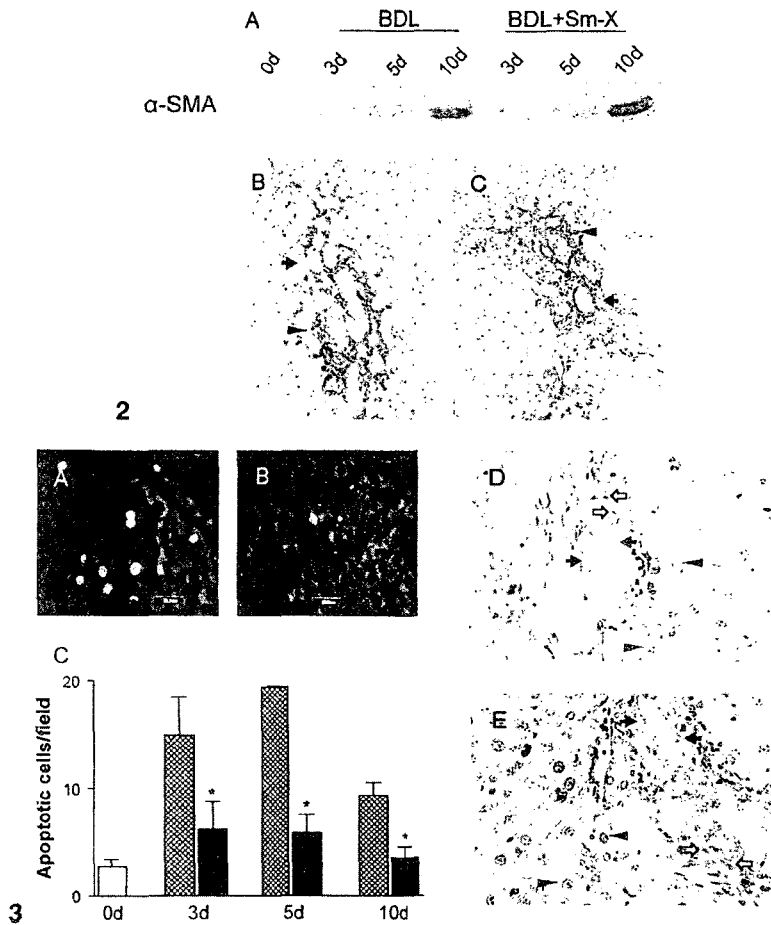 A
BDL
BDL+Sm-X
0d
3d
5d
10d
3d
5d
10d
α-SMA
B
C
2
A
B
D
C
20
10
0
Apoptotic cells/field
*
*
*
0d
3d
5d
10d
E
3